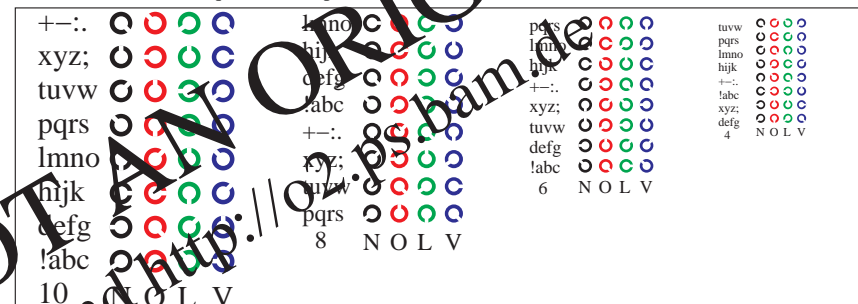 +−:.
xyz;
tuvw
pqrs
lmno
hijk
defg
!abc
10 N O L V
lmno
hijk
defg
!abc
+−:.
xyz;
tuvw
pqrs
8 N O L V
pqrs
lmno
hijk
+−:.
xyz;
tuvw
defg
!abc
6 N O L V
tuvw
pqrs
lmno
hijk
+−:.
!abc
xyz;
defg
4 N O L V
OT AN ORIG
http://o2.ps.bam.de